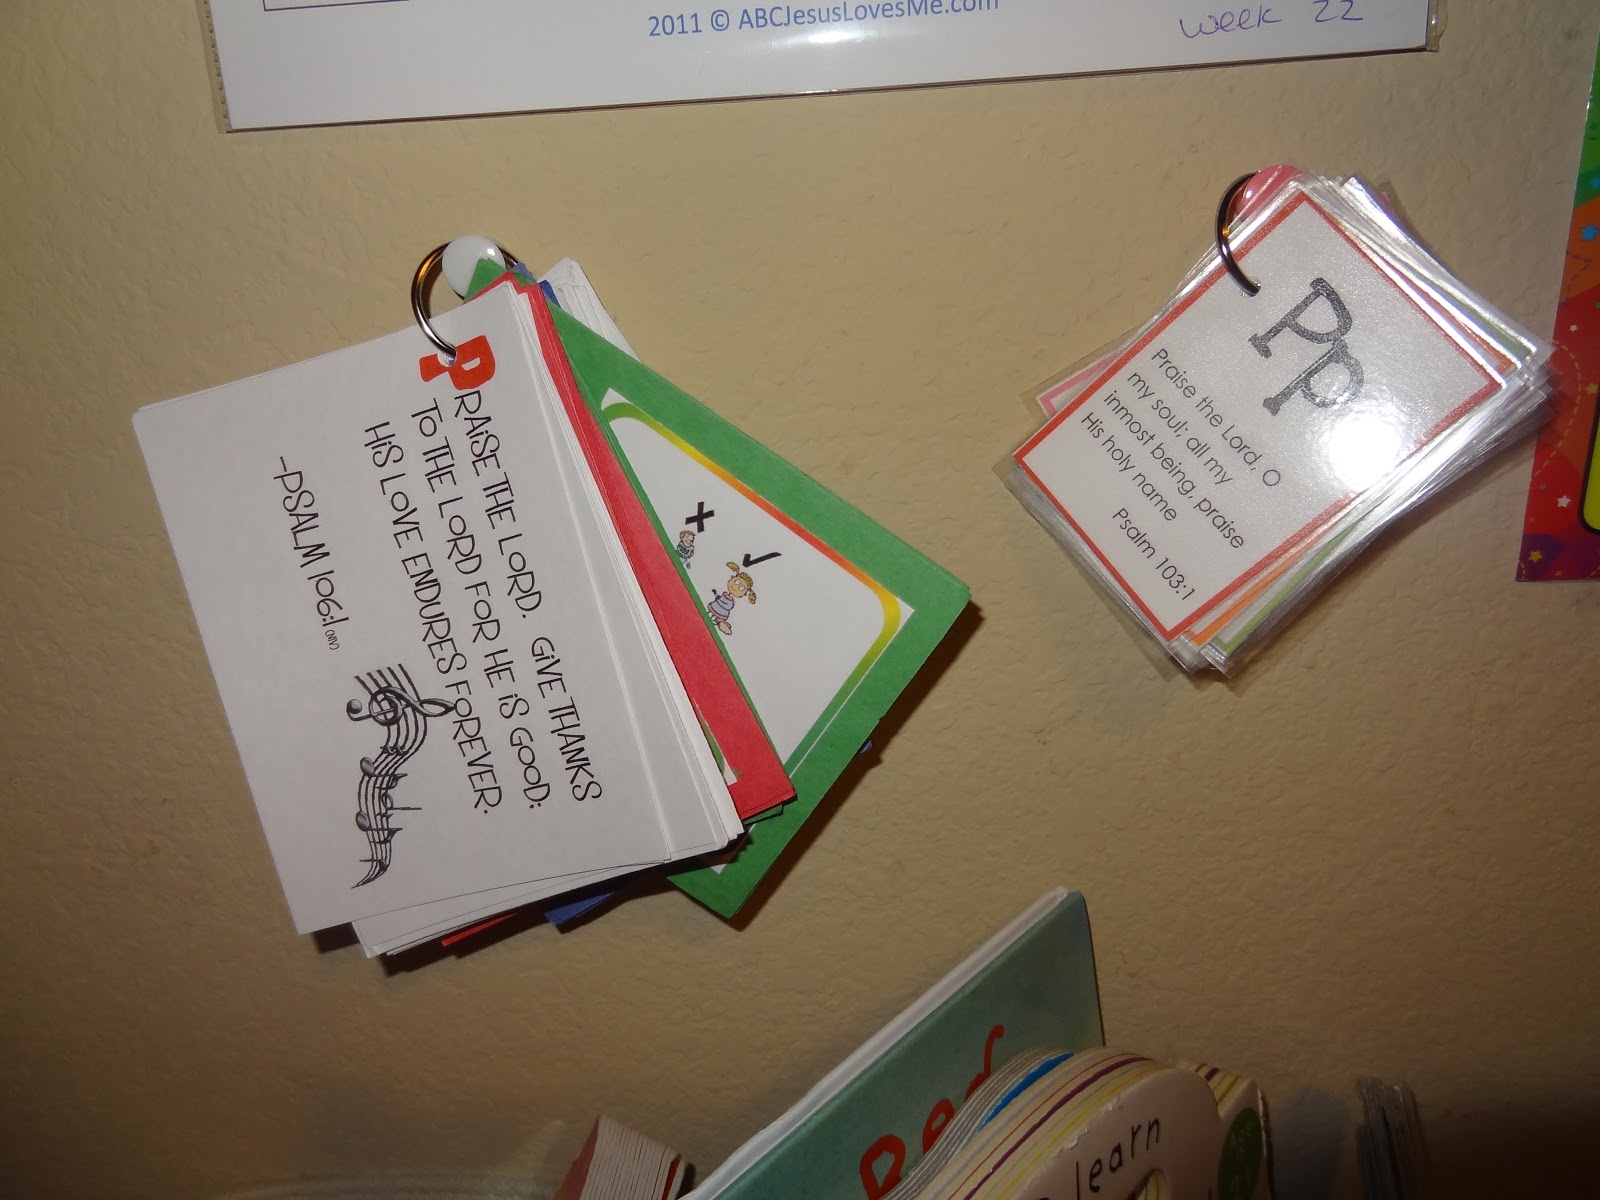 2011 © ABCJesusLovesMe.com
week 22
PRAISE THE LORD. GIVE THANKS
TO THE LORD FOR HE IS GOOD;
HIS LOVE ENDURES FOREVER.
-PSALM 106:1 (NIV)
Pp
Praise the Lord, O
my soul; all my
inmost being, praise
His holy name
Psalm 103:1
Red
learn